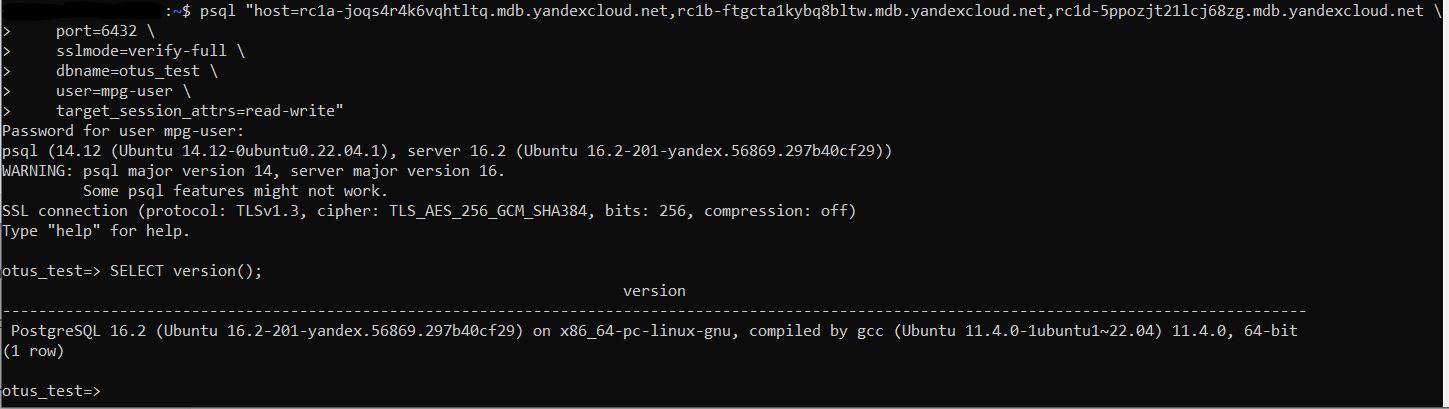 :~$ psql "host=rc1a-joqs4r4k6vqhtltq.mdb.yandexcloud.net,rc1b-ftgcta1kybq8bltw.mdb.yandexcloud.net,rc1d-5ppozjt21lcj68zg.mdb.yandexcloud.net \
>     port=6432 \
>     sslmode=verify-full \
>     dbname=otus_test \
>     user=mpg-user \
>     target_session_attrs=read-write"
Password for user mpg-user:
psql (14.12 (Ubuntu 14.12-0ubuntu0.22.04.1), server 16.2 (Ubuntu 16.2-201-yandex.56869.297b40cf29))
WARNING: psql major version 14, server major version 16.
         Some psql features might not work.
SSL connection (protocol: TLSv1.3, cipher: TLS_AES_256_GCM_SHA384, bits: 256, compression: off)
Type "help" for help.
otus_test=> SELECT version();
version
-------------------------------------------------------------------------------------------------------------------------------------------------
PostgreSQL 16.2 (Ubuntu 16.2-201-yandex.56869.297b40cf29) on x86_64-pc-linux-gnu, compiled by gcc (Ubuntu 11.4.0-1ubuntu1~22.04) 11.4.0, 64-bit
(1 row)
otus_test=>